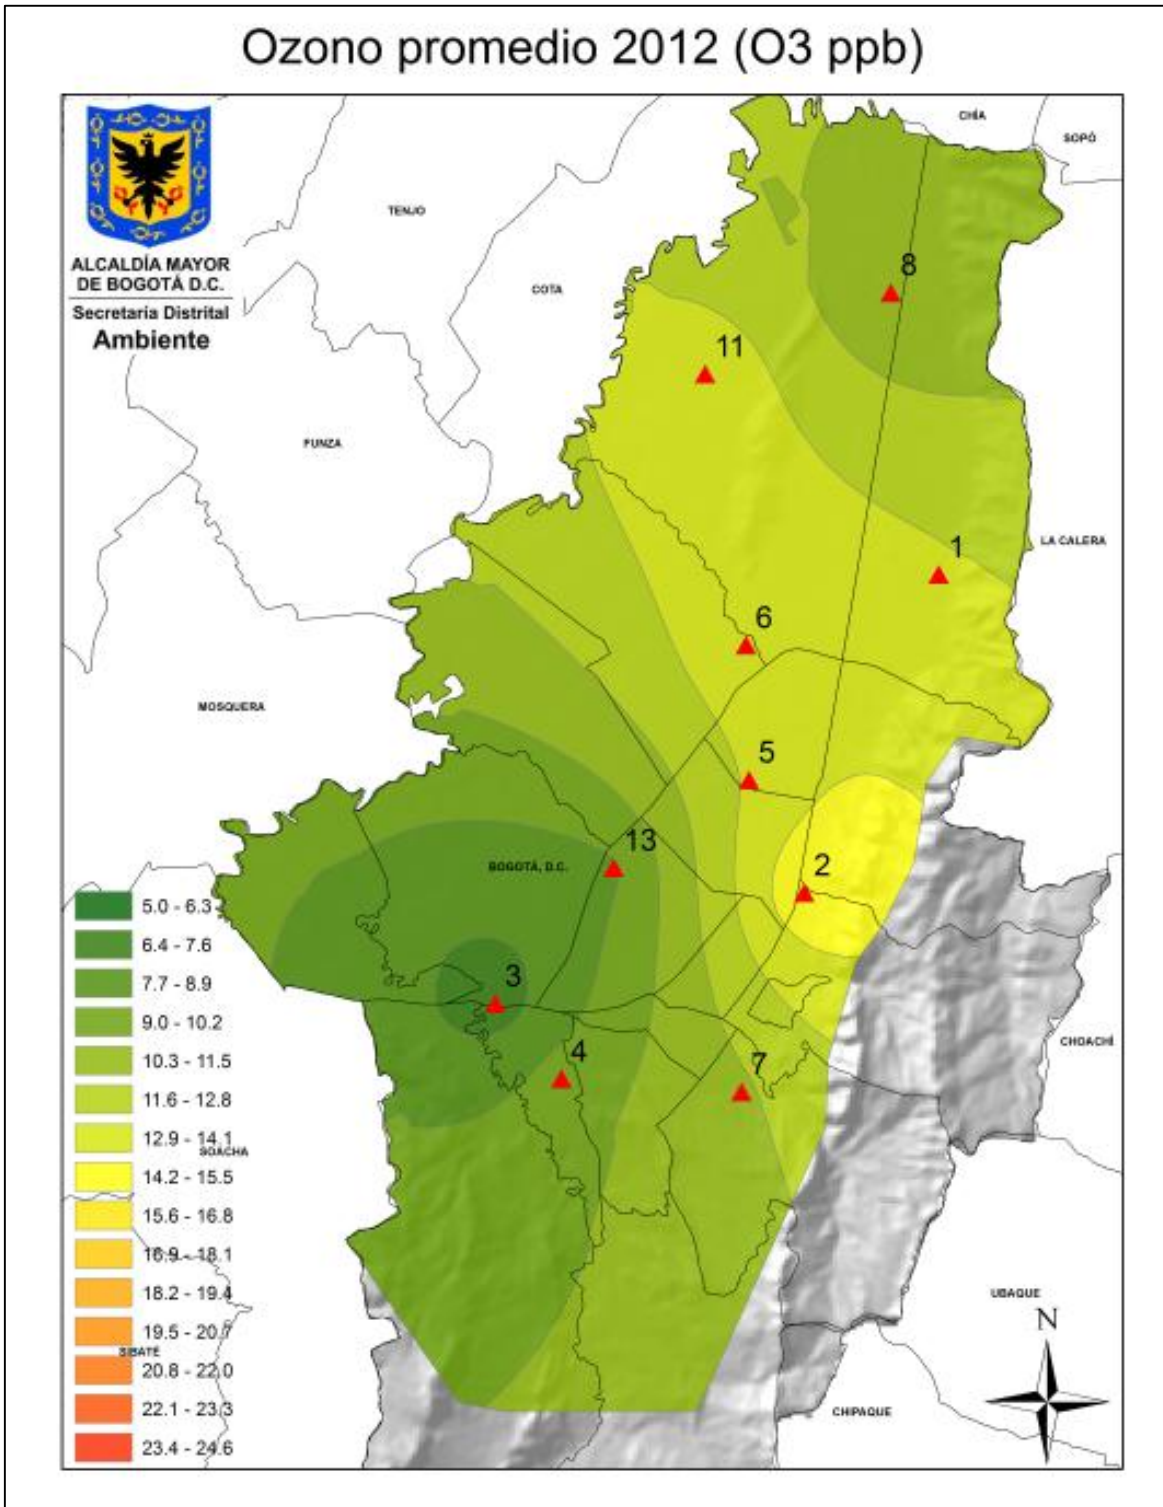 Ozono promedio 2012 (O3 ppb)
ALCALDÍA MAYOR
DE BOGOTÁ D.C.
Secretaría Distrital
Ambiente
CHÍA
SOPÓ
TENJO
8
COTA
11
FUNZA
1
LA CALERA
6
MOSQUERA
5
13
BOGOTÁ, D.C.
2
3
4
7
CHOACHÍ
5.0 - 6.3
6.4 - 7.6
7.7 - 8.9
9.0 - 10.2
10.3 - 11.5
11.6 - 12.8
12.9 - 14.1
SOACHA
14.2 - 15.5
15.6 - 16.8
16.9 - 18.1
18.2 - 19.4
19.5 - 20.7
SIBATÉ
20.8 - 22.0
22.1 - 23.3
23.4 - 24.6
UBAQUE
N
CHIPAQUE